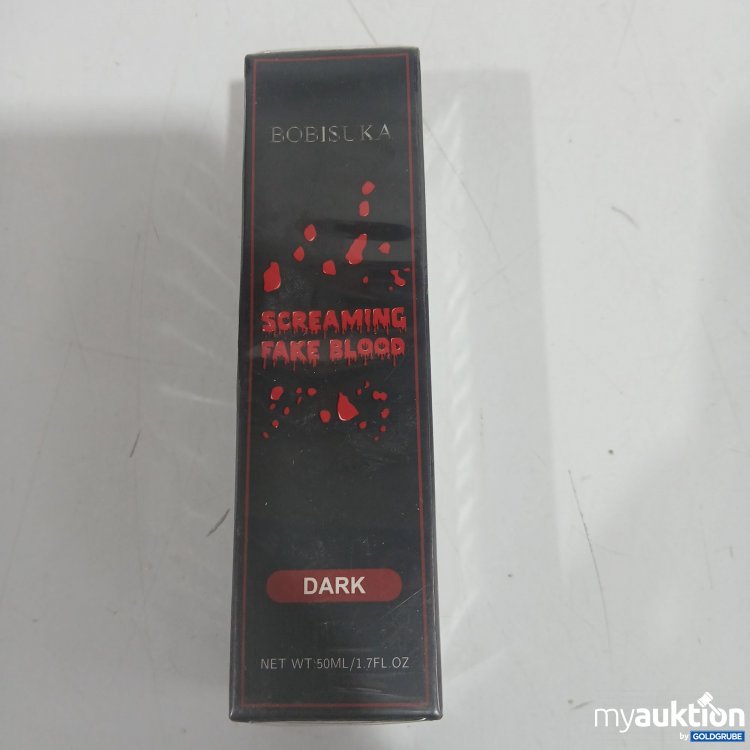 BOBISUKA
SCREAMING
FAKE BLOOD
DARK
NET WT:50ML/1.7FL.OZ
myauktion
by GOLDGRUBE